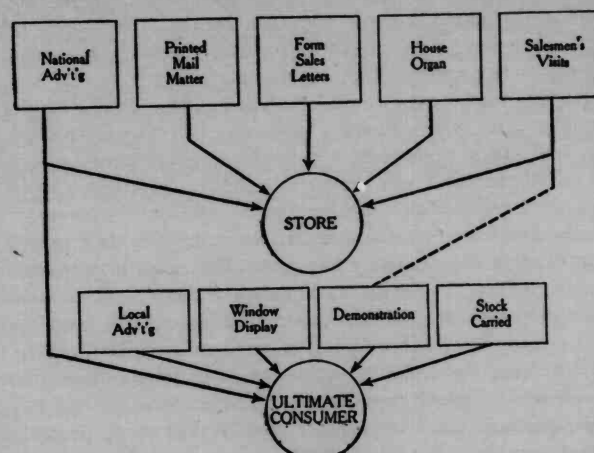 National
Adv't'g
Printed
Mail
Matter
Form
Sales
Letters
House
Organ
Salesmen's
Visits
STORE
Local
Adv't'g
Window
Display
Demonstration
Stock
Carried
ULTIMATE
CONSUMER